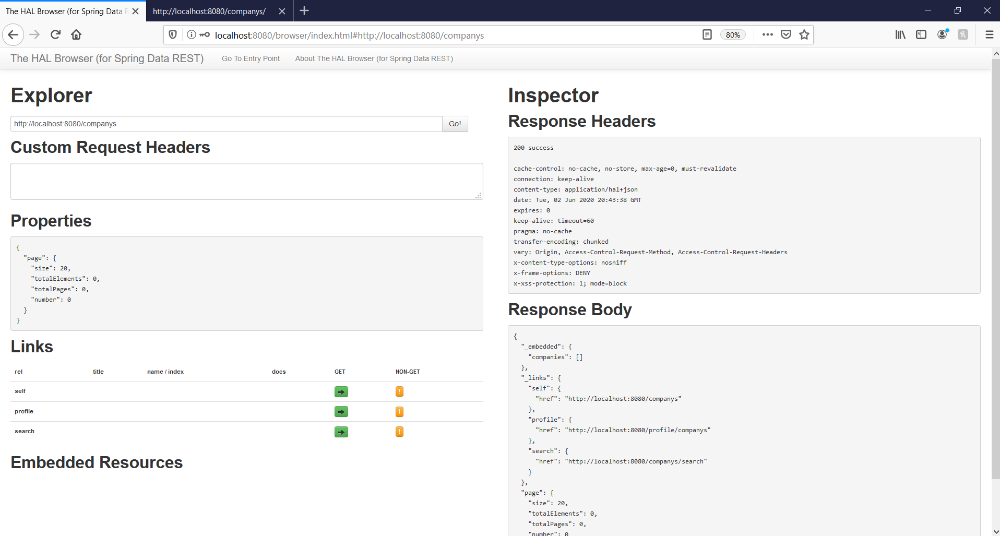 The HAL Browser (for Spring Data R
http://localhost:8080/companys/
localhost:8080/browser/index.html#http://localhost:8080/companys
80%
The HAL Browser (for Spring Data REST)
Go To Entry Point
About The HAL Browser (for Spring Data REST)
Explorer
http://localhost:8080/companys
Go!
Custom Request Headers
Properties
{
"page": {
"size": 20,
"totalElements": 0,
"totalPages": 0,
"number": 0
}
}
Links
rel title name / index docs GET NON-GET
self !
profile !
search !
Embedded Resources
Inspector
Response Headers
200 success
cache-control: no-cache, no-store, max-age=0, must-revalidate
connection: keep-alive
content-type: application/hal+json
date: Tue, 02 Jun 2020 20:43:38 GMT
expires: 0
keep-alive: timeout=60
pragma: no-cache
transfer-encoding: chunked
vary: Origin, Access-Control-Request-Method, Access-Control-Request-Headers
x-content-type-options: nosniff
x-frame-options: DENY
x-xss-protection: 1; mode=block
Response Body
{
"_embedded": {
"companies": []
},
"_links": {
"self": {
"href": "http://localhost:8080/companys"
},
"profile": {
"href": "http://localhost:8080/profile/companys"
},
"search": {
"href": "http://localhost:8080/companys/search"
}
},
"page": {
"size": 20,
"totalElements": 0,
"totalPages": 0,
"number": 0